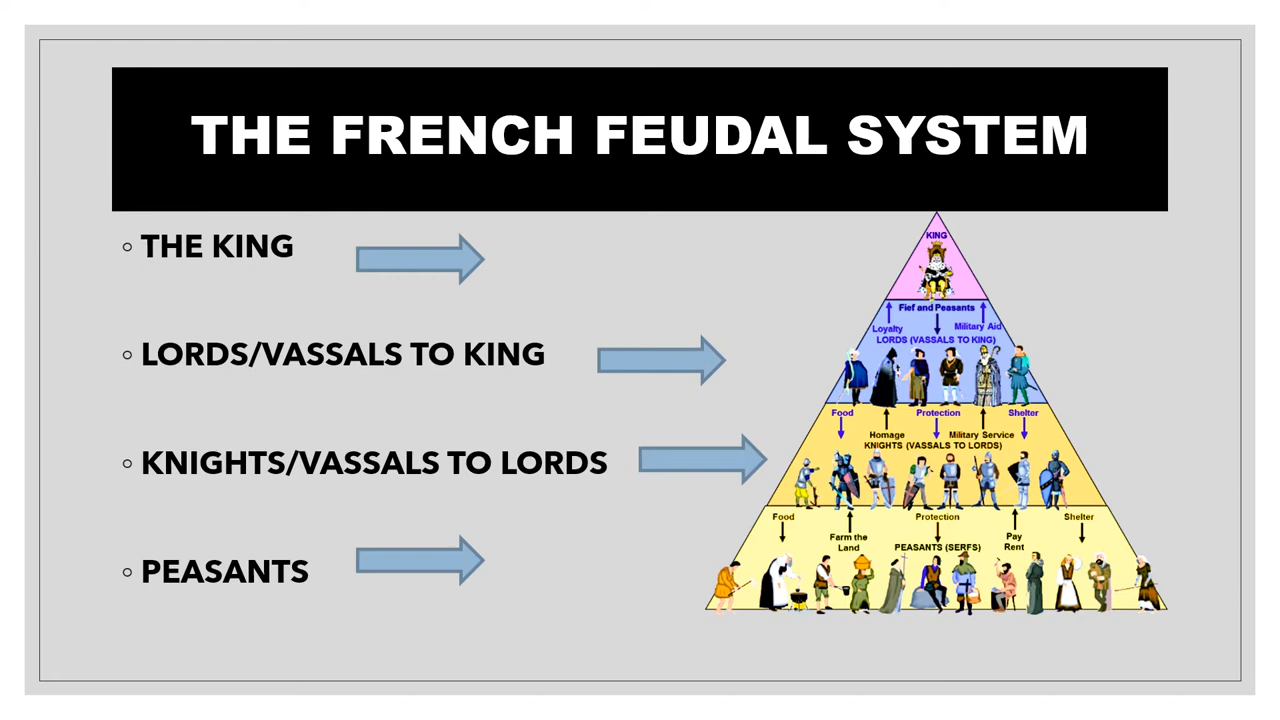 THE FRENCH FEUDAL SYSTEM
THE KING
LORDS/VASSALS TO KING
KNIGHTS/VASSALS TO LORDS
PEASANTS
KING
Fief and Peasants
Loyalty
Military Aid
LORDS (VASSALS TO KING)
Food
Protection
Shelter
Homage
Military Service
KNIGHTS (VASSALS TO LORDS)
Food
Protection
Shelter
Farm the
Land
Pay
Rent
PEASANTS (SERFS)